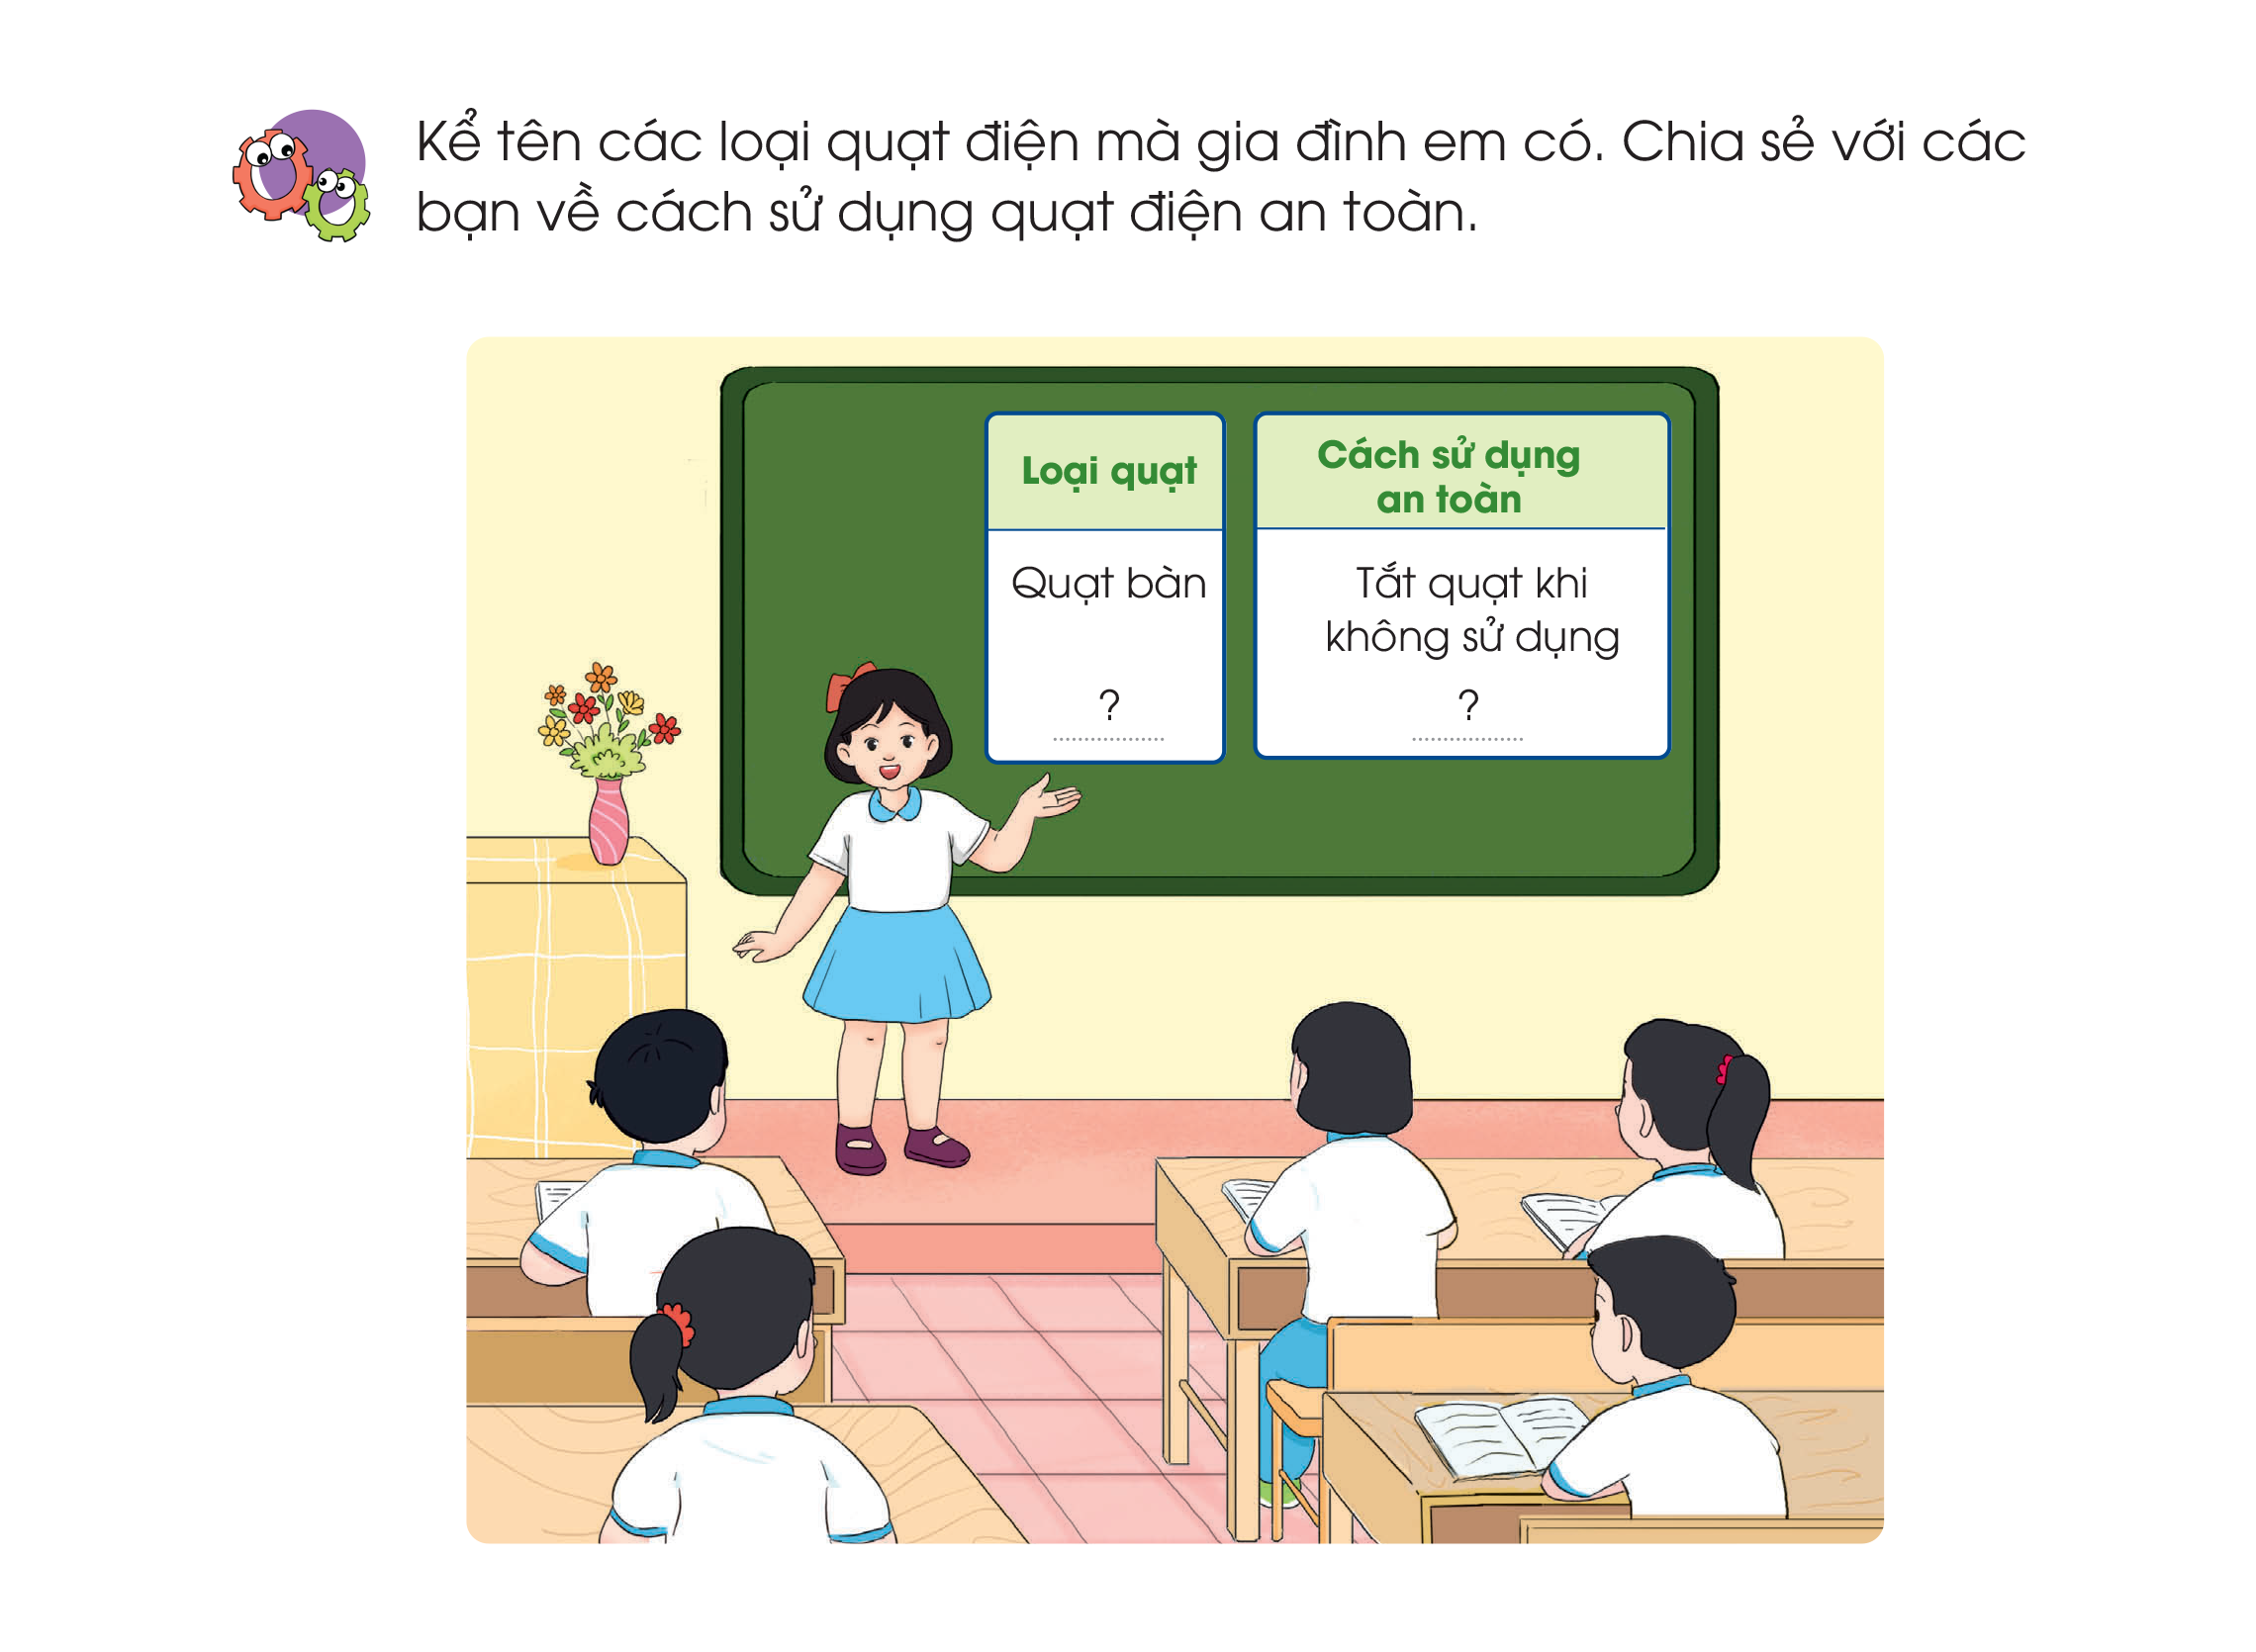 Kể tên các loại quạt điện mà gia đình em có. Chia sẻ với các
bạn về cách sử dụng quạt điện an toàn.
Loại quạt
Quạt bàn
?
..................
Cách sử dụng
an toàn
Tắt quạt khi
không sử dụng
?
..................